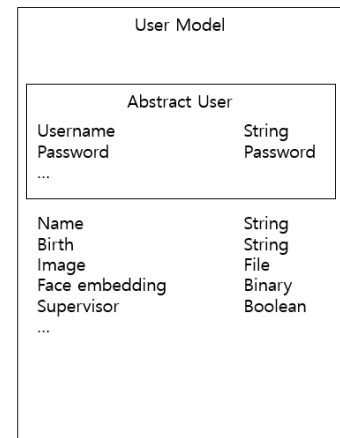 User Model
Abstract User
Username String
Password Password
...
Name String
Birth String
Image File
Face embedding Binary
Supervisor Boolean
...